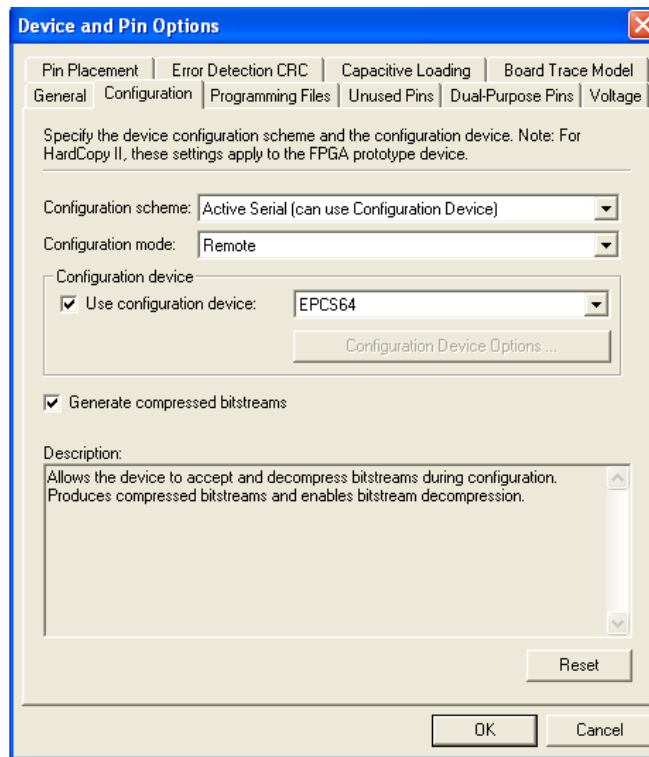 Device and Pin Options
Pin Placement
Error Detection CRC
Capacitive Loading
Board Trace Model
General
Configuration
Programming Files
Unused Pins
Dual-Purpose Pins
Voltage
Specify the device configuration scheme and the configuration device. Note: For
HardCopy II, these settings apply to the FPGA prototype device.
Configuration scheme: Active Serial (can use Configuration Device)
Configuration mode: Remote
Configuration device
Use configuration device: EPCS64
Configuration Device Options ...
Generate compressed bitstreams
Description:
Allows the device to accept and decompress bitstreams during configuration.
Produces compressed bitstreams and enables bitstream decompression.
Reset
OK
Cancel